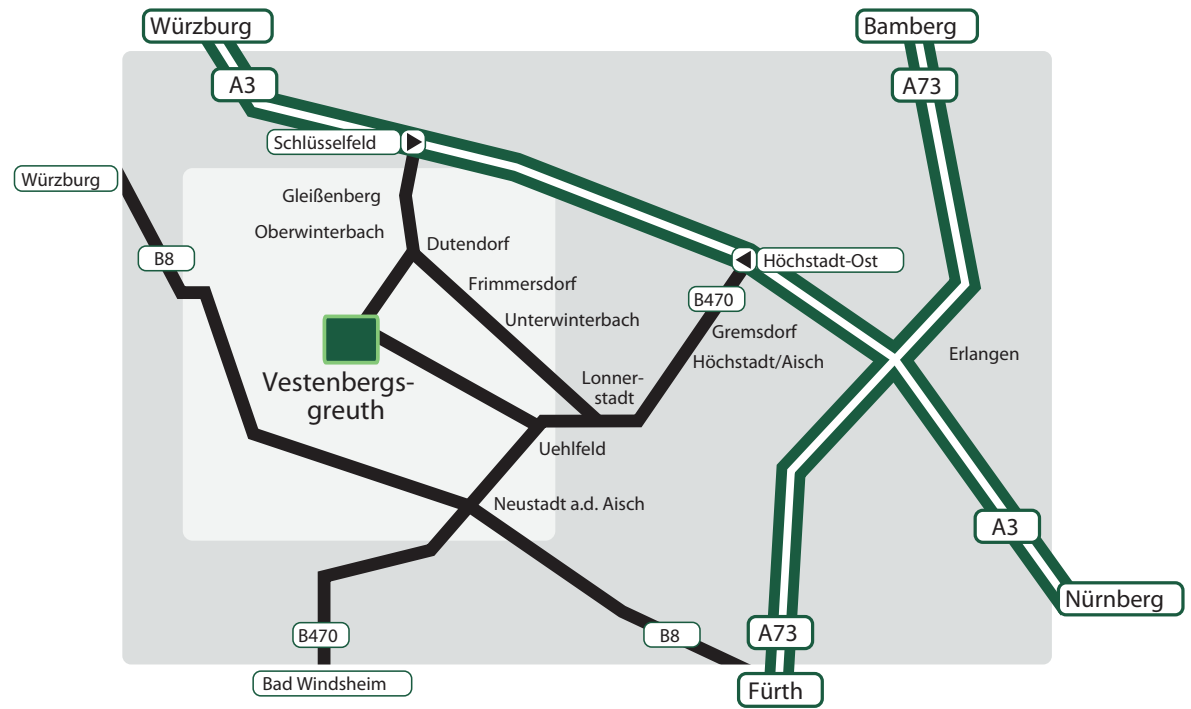 Würzburg
Bamberg
A3
A73
Schlüsselfeld
Würzburg
Gleißenberg
Oberwinterbach
Dutendorf
B8
Höchstadt-Ost
Frimmersdorf
B470
Unterwinterbach
Gremsdorf
Höchstadt/Aisch
Erlangen
Vestenbergs-
greuth
Lonner-
stadt
Uehlfeld
Neustadt a.d. Aisch
A3
Nürnberg
B470
B8
A73
Bad Windsheim
Fürth